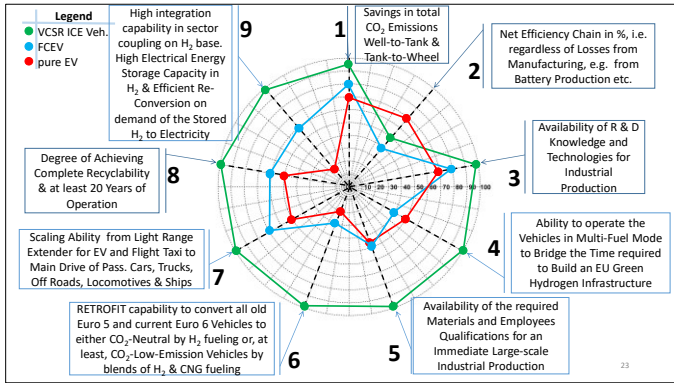 Legend
VCSR ICE Veh.
FCEV
pure EV
High integration
capability in sector
coupling on H2 base.
High Electrical Energy
Storage Capacity in
H2 & Efficient Re-
Conversion on
demand of the Stored
H2 to Electricity
9
1
Savings in total
CO2 Emissions
Well-to-Tank &
Tank-to-Wheel
2
Net Efficiency Chain in %, i.e.
regardless of Losses from
Manufacturing, e.g. from
Battery Production etc.
Availability of R & D
Knowledge and
Technologies for
Industrial
Production
3
Degree of Achieving
Complete Recyclability
& at least 20 Years of
Operation
8
10 20 30 40 50 60 70 80 90 100
Ability to operate the
Vehicles in Multi-Fuel Mode
to Bridge the Time required
to Build an EU Green
Hydrogen Infrastructure
4
Scaling Ability from Light Range
Extender for EV and Flight Taxi to
Main Drive of Pass. Cars, Trucks,
Off Roads, Locomotives & Ships
7
RETROFIT capability to convert all old
Euro 5 and current Euro 6 Vehicles to
either CO2-Neutral by H2 fueling or, at
least, CO2-Low-Emission Vehicles by
blends of H2 & CNG fueling
6
5
Availability of the required
Materials and Employees
Qualifications for an
Immediate Large-scale
Industrial Production
23